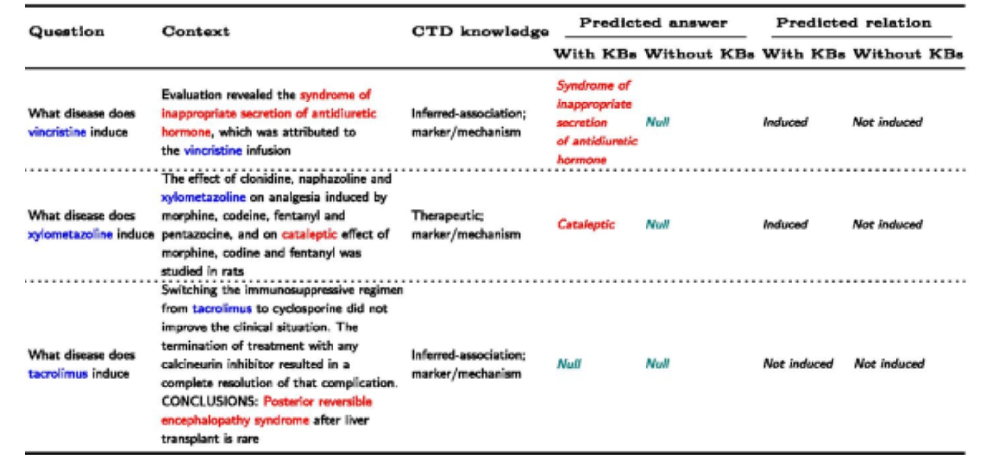 Question Context CTD knowledge Predicted answer Predicted relation
With KBs Without KBs With KBs Without KBs
What disease does
vincristine induce
Evaluation revealed the syndrome of
inappropriate secretion of antidiuretic
hormone, which was attributed to
the vincristine infusion
Inferred-association;
marker/mechanism
Syndrome of
inappropriate
secretion
of antidiuretic
hormone
Null
Induced
Not induced
What disease does
xylometazoline induce
The effect of clonidine, naphazoline and
xylometazoline on analgesia induced by
morphine, codeine, fentanyl and
pentazocine, and on cataleptic effect of
morphine, codine and fentanyl was
studied in rats
Therapeutic;
marker/mechanism
Cataleptic
Null
Induced
Not induced
What disease does
tacrolimus induce
Switching the immunosuppressive regimen
from tacrolimus to cyclosporine did not
improve the clinical situation. The
termination of treatment with any
calcineurin inhibitor resulted in a
complete resolution of that complication.
CONCLUSIONS: Posterior reversible
encephalopathy syndrome after liver
transplant is rare
Inferred-association;
marker/mechanism
Null
Null
Not induced
Not induced